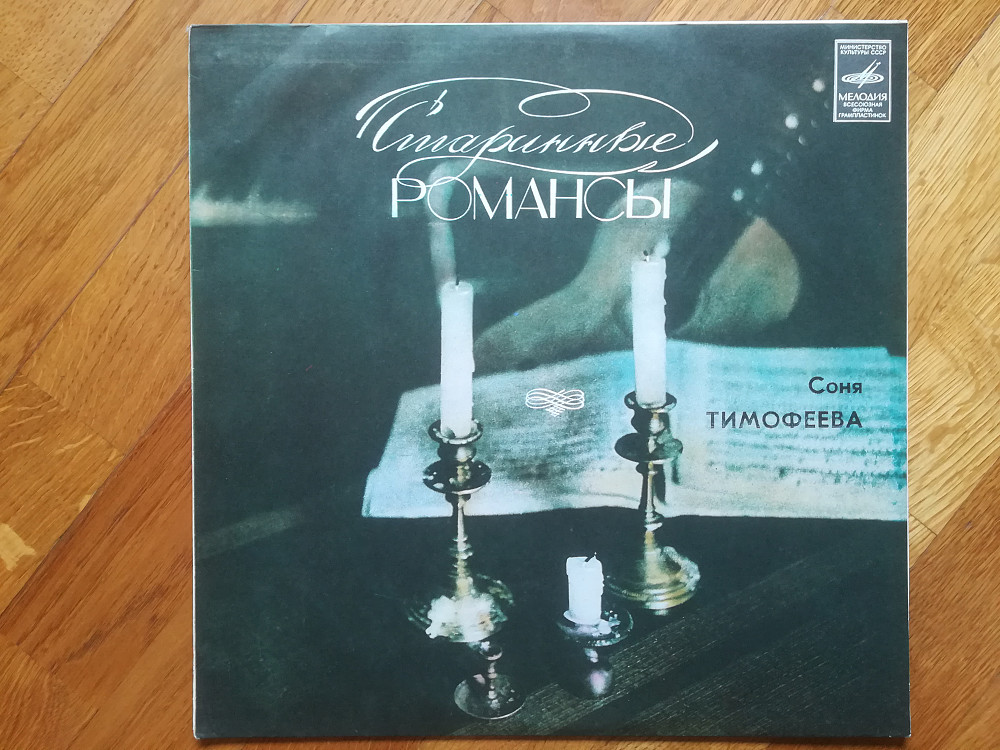 Старинные
РОМАНСЫ
МИНИСТЕРСТВО
КУЛЬТУРЫ СССР
МЕЛОДИЯ
ВСЕСОЮЗНАЯ
ФИРМА
ГРАМПЛАСТИНОК
Соня
ТИМОФЕЕВА